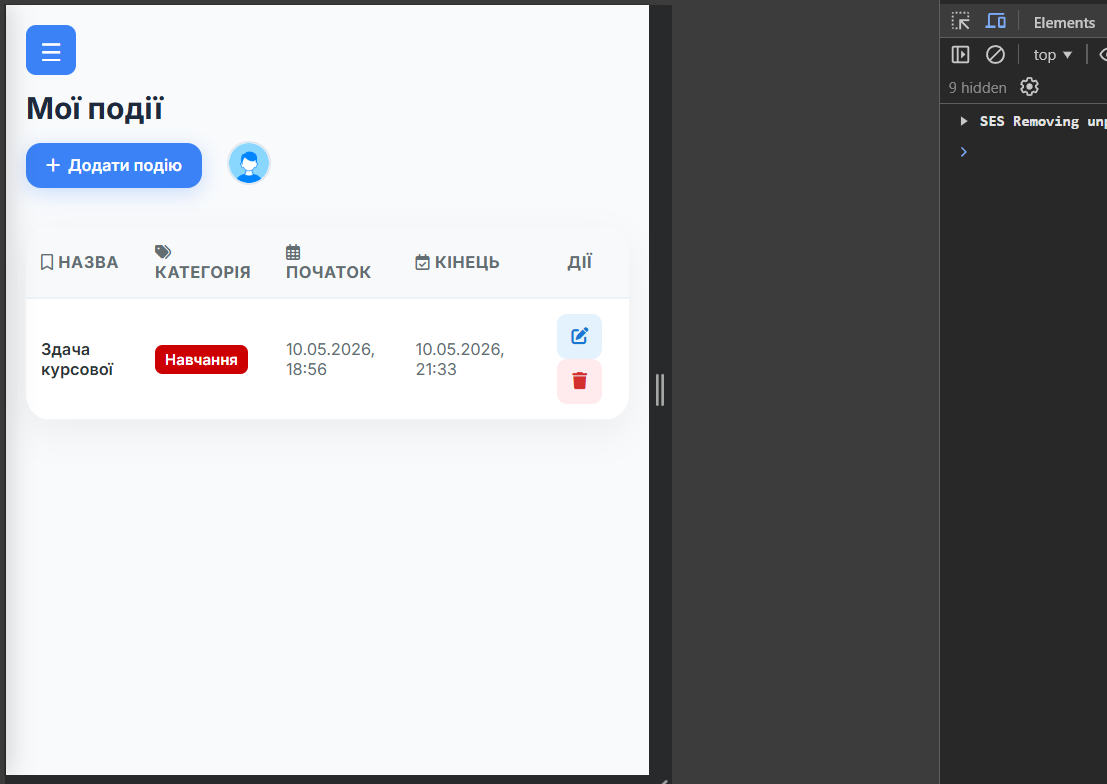 Elements
top
9 hidden
SES Removing unp
Мої події
+ Додати подію
НАЗВА
КАТЕГОРІЯ
ПОЧАТОК
КІНЕЦЬ
ДІЇ
Здача
курсової
Навчання
10.05.2026,
18:56
10.05.2026,
21:33